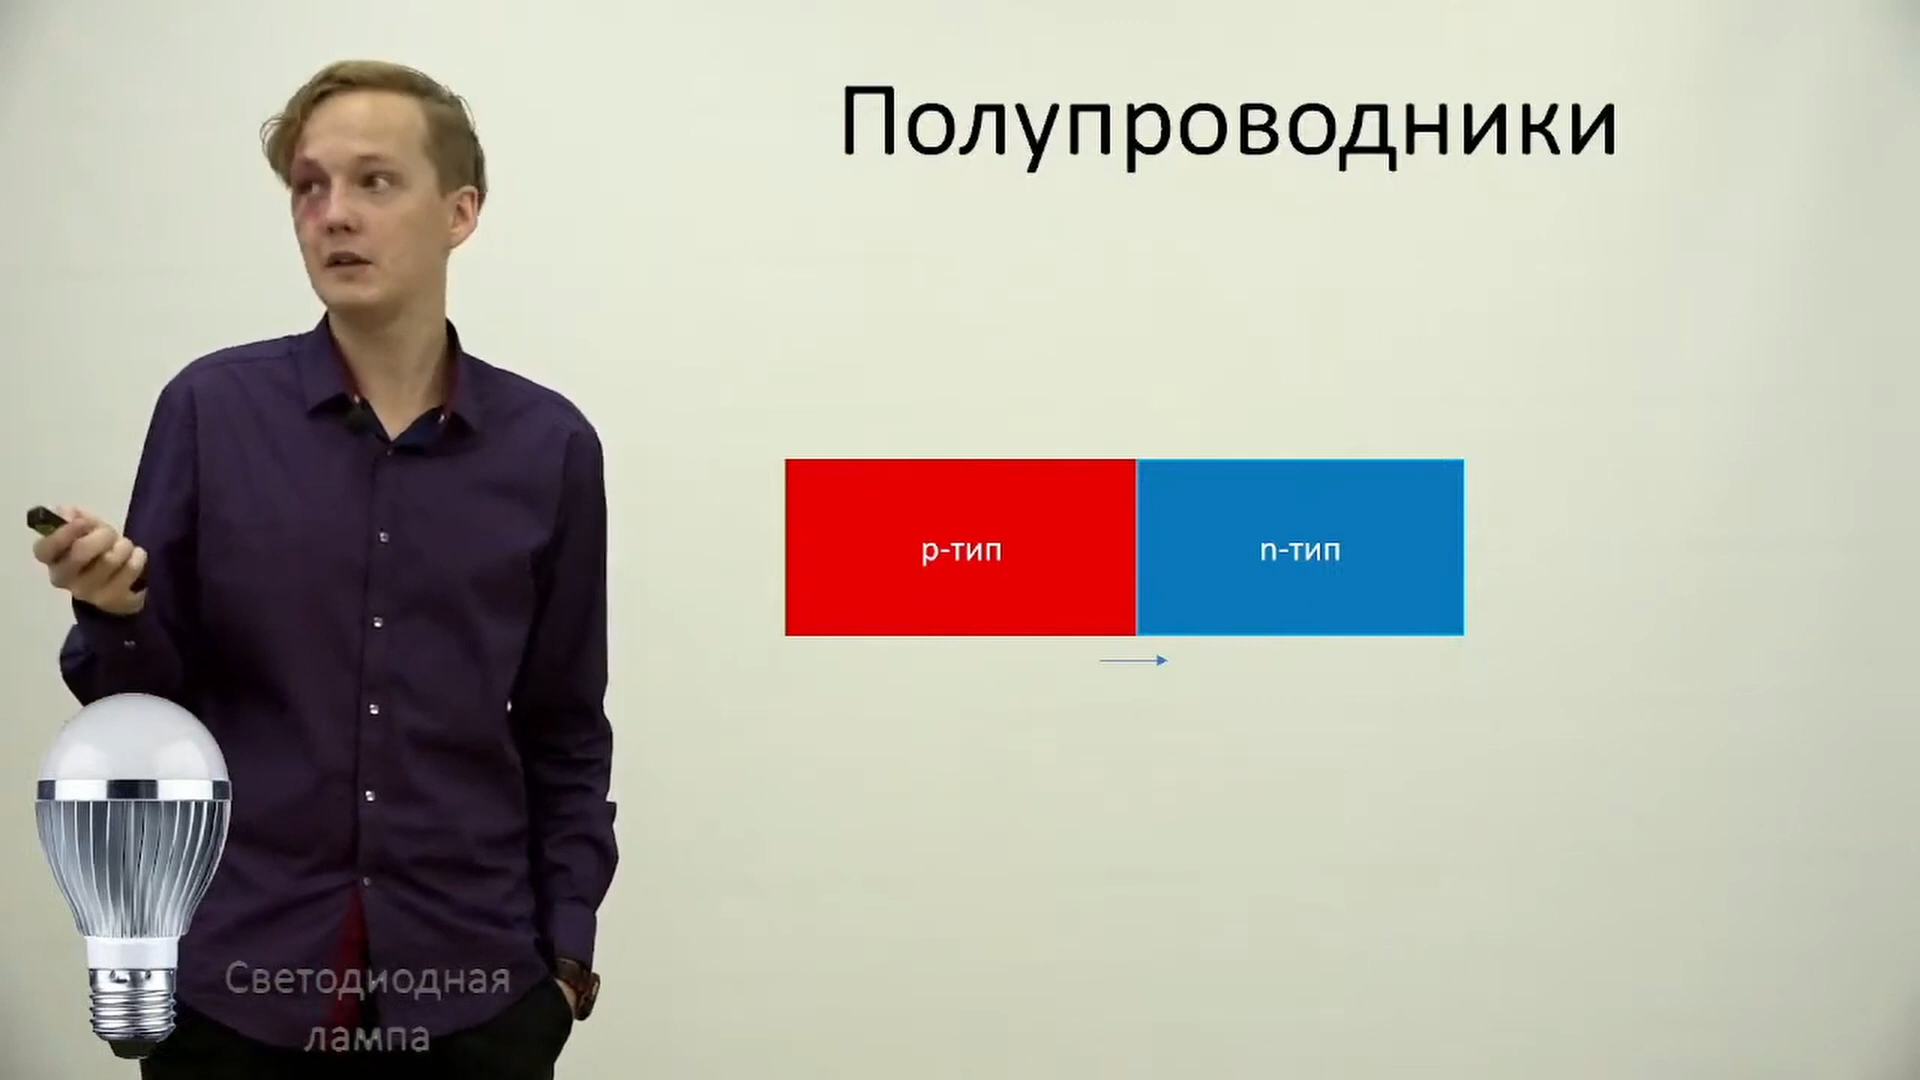 Полупроводники
p-тип
n-тип
Светодиодная
лампа